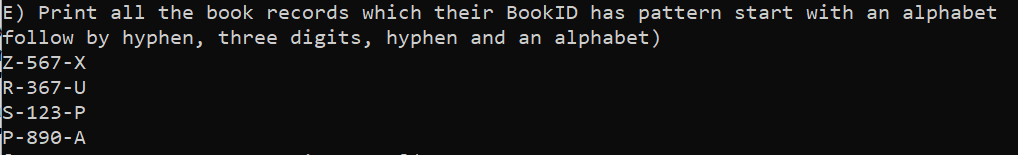 E) Print all the book records which their BookID has pattern start with an alphabet
follow by hyphen, three digits, hyphen and an alphabet)
Z-567-X
R-367-U
S-123-P
P-890-A